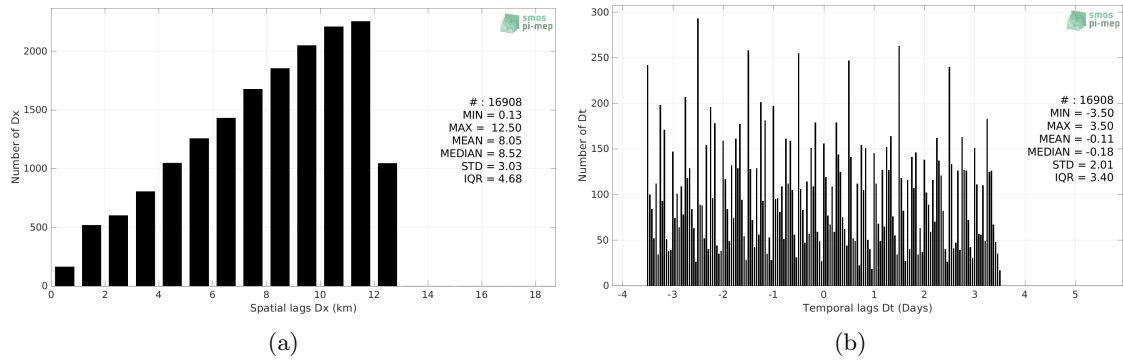 smos
pi-mep
2000
1500
1000
500
0
Number of Dx
# : 16908
MIN = 0.13
MAX = 12.50
MEAN = 8.05
MEDIAN = 8.52
STD = 3.03
IQR = 4.68
0 2 4 6 8 10 12 14 16 18
Spatial lags Dx (km)
(a)
smos
pi-mep
300
250
200
150
100
50
0
Number of Dt
# : 16908
MIN = -3.50
MAX = 3.50
MEAN = -0.11
MEDIAN = -0.18
STD = 2.01
IQR = 3.40
-4 -3 -2 -1 0 1 2 3 4 5
Temporal lags Dt (Days)
(b)